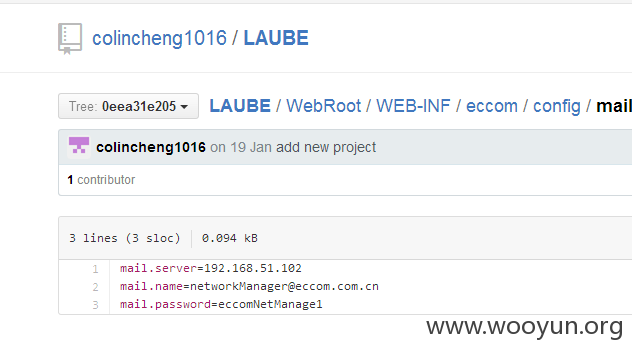 colincheng1016 / LAUBE
Tree: 0eea31e205 LAUBE / WebRoot / WEB-INF / eccom / config / mail
colincheng1016 on 19 Jan add new project
1 contributor
3 lines (3 sloc) 0.094 kB
1 mail.server=192.168.51.102
2 mail.name=networkManager@eccom.com.cn
3 mail.password=eccomNetManage1
www.wooyun.org